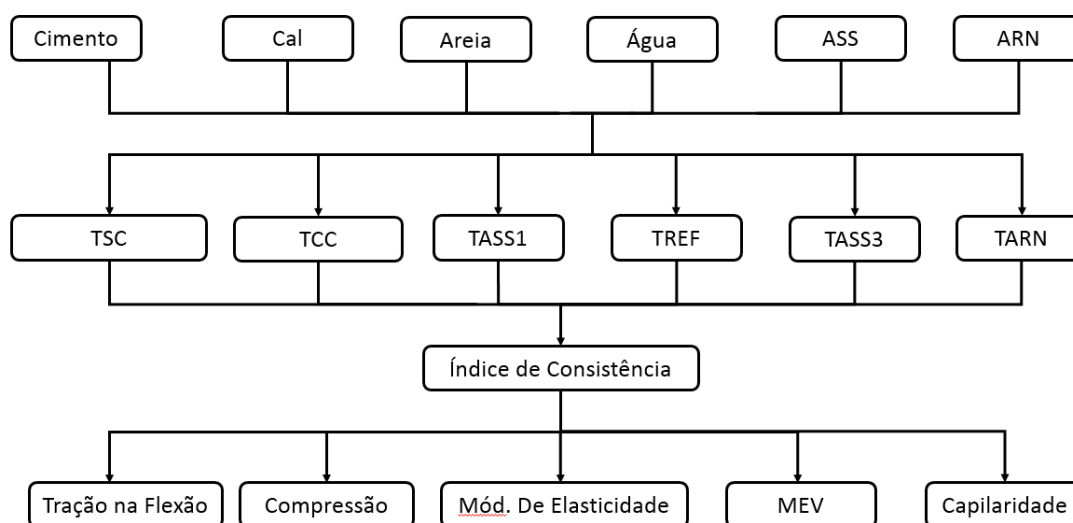 Cimento
Cal
Areia
Água
ASS
ARN
TSC
TCC
TASS1
TREF
TASS3
TARN
Índice de Consistência
Tração na Flexão
Compressão
Mód. De Elasticidade
MEV
Capilaridade